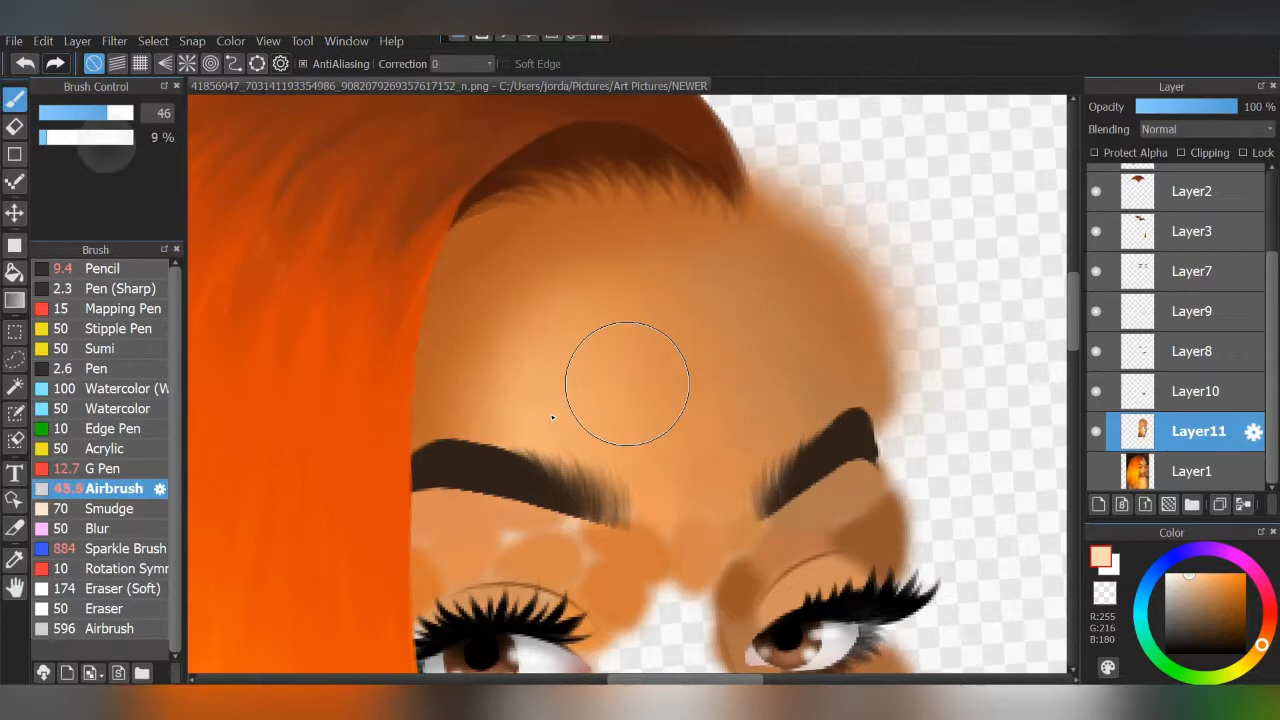 File Edit Layer Filter Select Snap Color View Tool Window Help
AntiAliasing Correction 0 Soft Edge
Brush Control
41856947_703141193354986_9082079269357617152_n.png - C:/Users/jorda/Pictures/Art Pictures/NEWER
Layer
46
Opacity 100 %
9 %
Blending Normal
Protect Alpha Clipping Lock
Layer2
Layer3
Brush
9.4 Pencil
Layer7
2.3 Pen (Sharp)
15 Mapping Pen
Layer9
50 Stipple Pen
50 Sumi
Layer8
2.6 Pen
100 Watercolor (W
Layer10
50 Watercolor
10 Edge Pen
Layer11
50 Acrylic
12.7 G Pen
Layer1
Airbrush
70 Smudge
50 Blur
Color
884 Sparkle Brush
10 Rotation Symr
174 Eraser (Soft)
50 Eraser
R:255
596 Airbrush
G:216
B:180